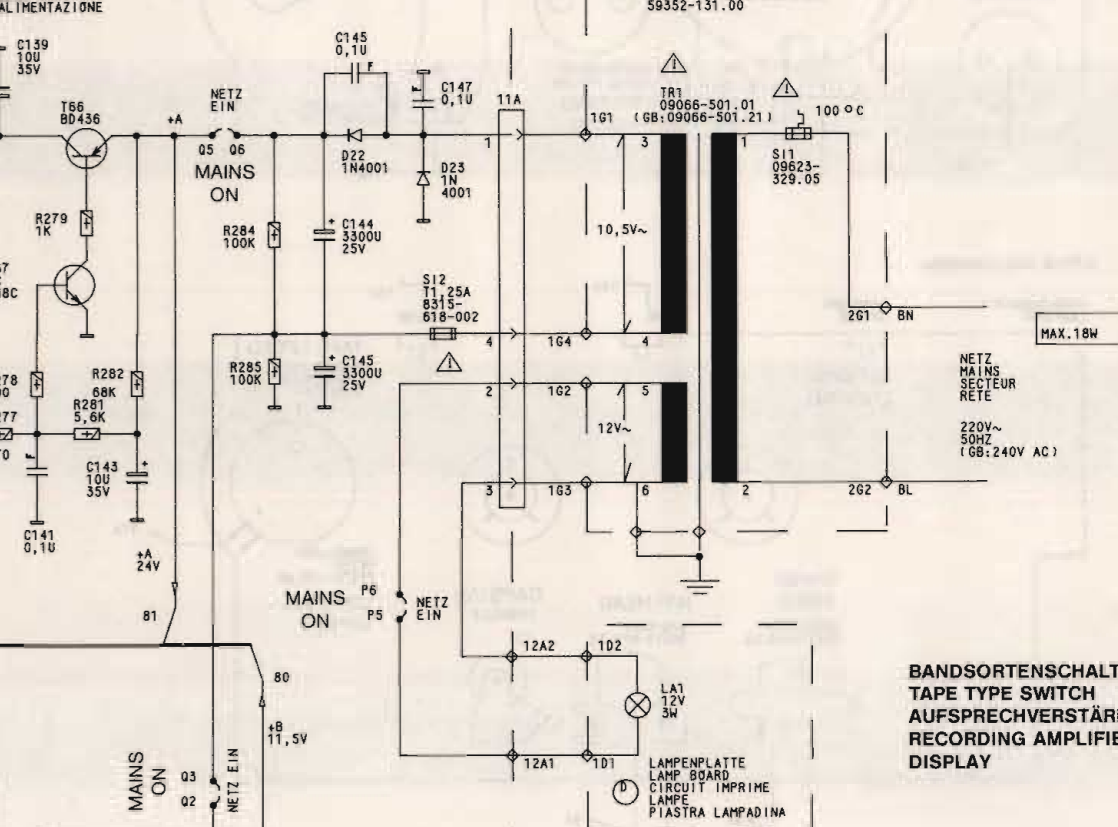 ALIMENTAZIONE
59352-131.00
C139
10U
35V
C145
0,1U
F
F
C147
0,1U
11A
TR1
09066-501.01
(GB:09066-501.21)
100°C
T66
BD436
NETZ
EIN
+A
Q5 Q6
MAINS
ON
D22
1N4001
D23
1N
4001
1
1G1
3
1
SI1
09623-
329.05
R279
1K
R284
100K
+
C144
3300U
25V
10,5V~
8C
SI2
T1,25A
8315-
618-002
4
1G4
4
2G1
BN
MAX.18W
R285
100K
+
C145
3300U
25V
2
1G2
5
NETZ
MAINS
SECTEUR
RETE
R282
68K
R281
5,6K
12V~
220V~
50HZ
(GB:240V AC)
F
C143
10U
35V
+
3
1G3
6
2
2G2
BL
C141
0,1U
+A
24V
MAINS
ON
P6
P5
NETZ
EIN
81
12A2
1D2
80
LA1
12V
3W
+B
11,5V
12A1
1D1
BANDSORTENSCHALT
TAPE TYPE SWITCH
AUFSPRECHVERSTÄR
RECORDING AMPLIFIE
DISPLAY
MAINS
ON
Q3
Q2
NETZ EIN
D
LAMPENPLATTE
LAMP BOARD
CIRCUIT IMPRIME
LAMPE
PIASTRA LAMPADINA